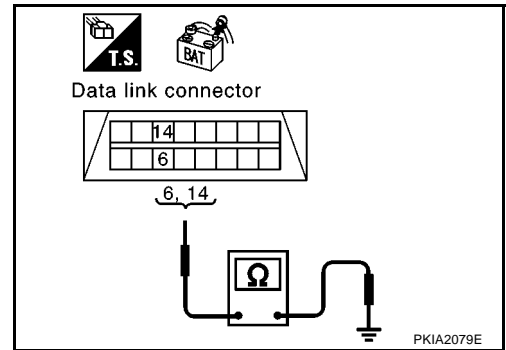 T.S.
BAT
Data link connector
14
6
6, 14
Ω
PKIA2079E